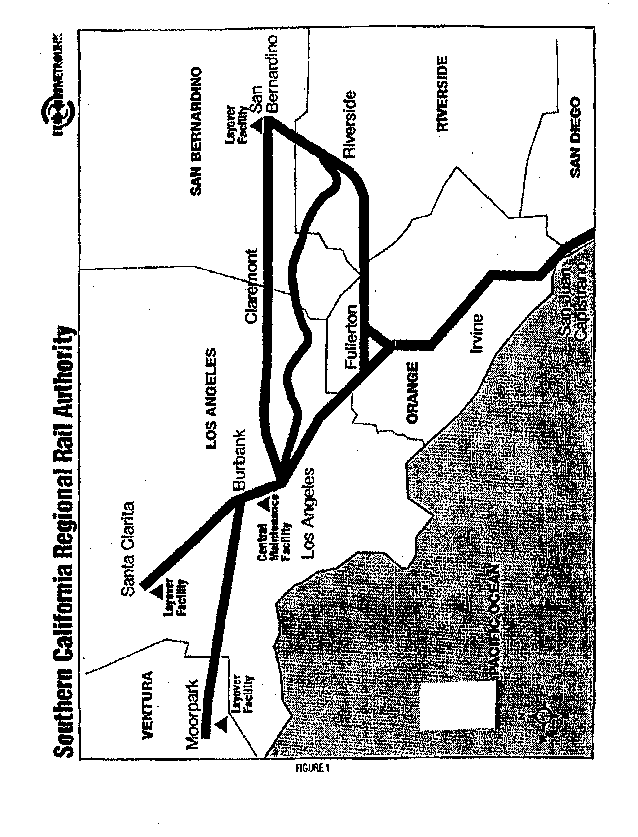 Southern California Regional Rail Authority
METROLINK
VENTURA
Moorpark
Layover
Facility
Santa Clarita
Layover
Facility
Burbank
LOS ANGELES
Central
Maintenance
Facility
Los Angeles
Claremont
SAN BERNARDINO
Layover
Facility
San
Bernardino
Riverside
RIVERSIDE
Fullerton
ORANGE
Irvine
San Juan
Capistrano
SAN DIEGO
PACIFIC OCEAN
FIGURE 1